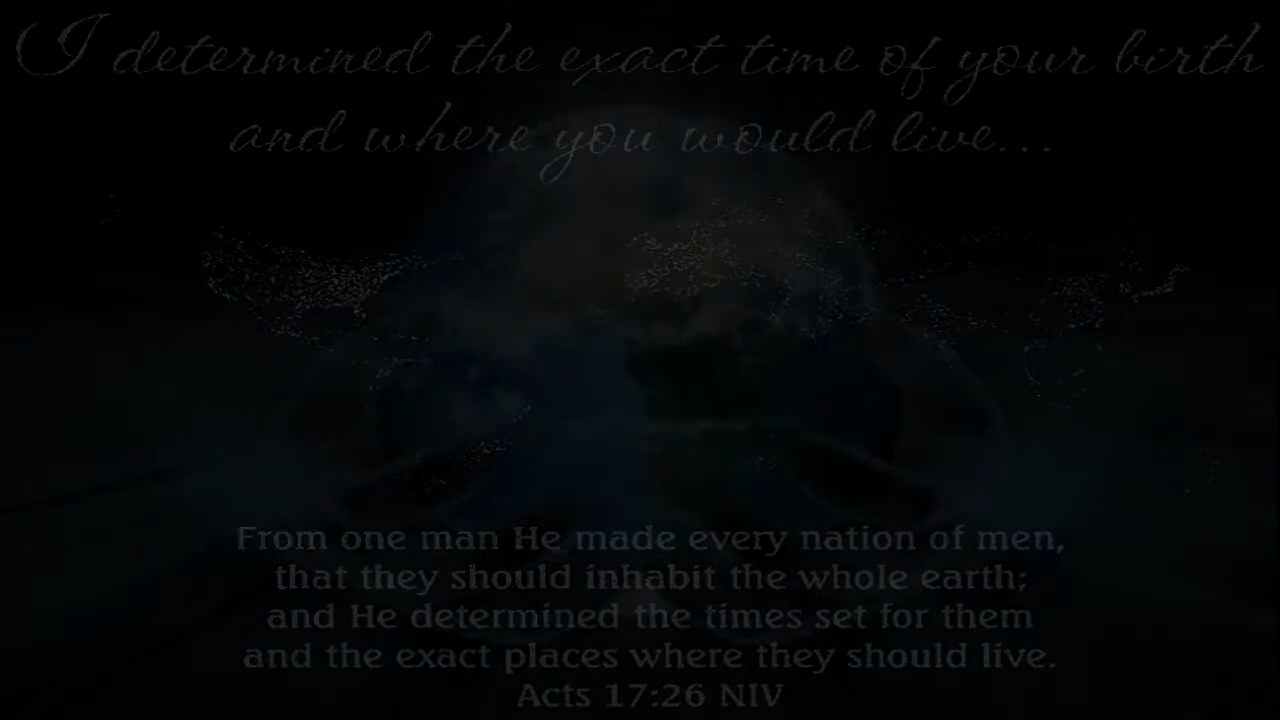 I determined the exact time of your birth
and where you would live...
From one man He made every nation of men,
that they should inhabit the whole earth;
and He determined the times set for them
and the exact places where they should live.
Acts 17:26 NIV